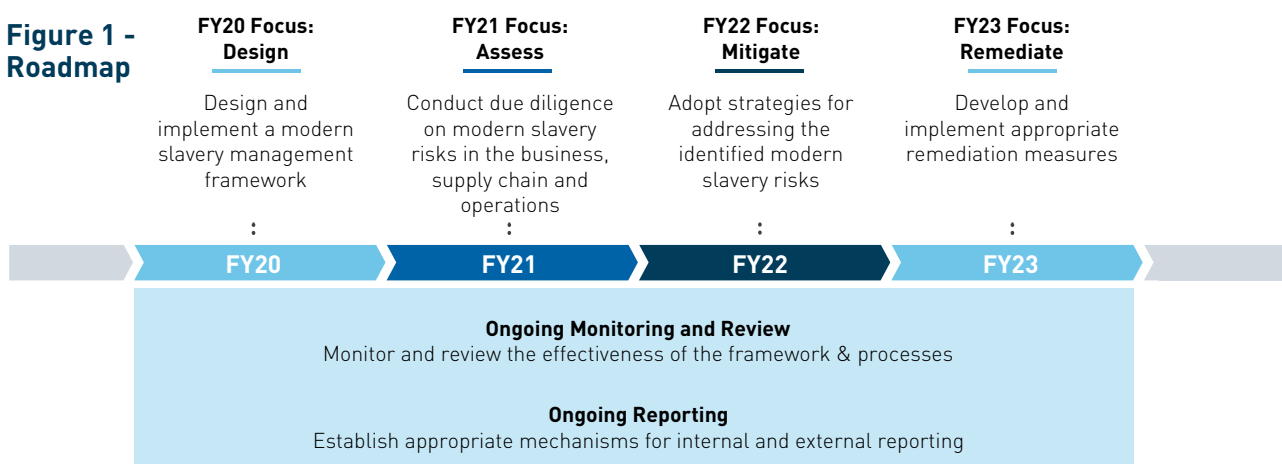 Figure 1 -
Roadmap
FY20 Focus:
Design
Design and
implement a modern
slavery management
framework
:
FY21 Focus:
Assess
Conduct due diligence
on modern slavery
risks in the business,
supply chain and
operations
:
FY22 Focus:
Mitigate
Adopt strategies for
addressing the
identified modern
slavery risks
:
FY23 Focus:
Remediate
Develop and
implement appropriate
remediation measures
:
FY20
FY21
FY22
FY23
Ongoing Monitoring and Review
Monitor and review the effectiveness of the framework & processes
Ongoing Reporting
Establish appropriate mechanisms for internal and external reporting